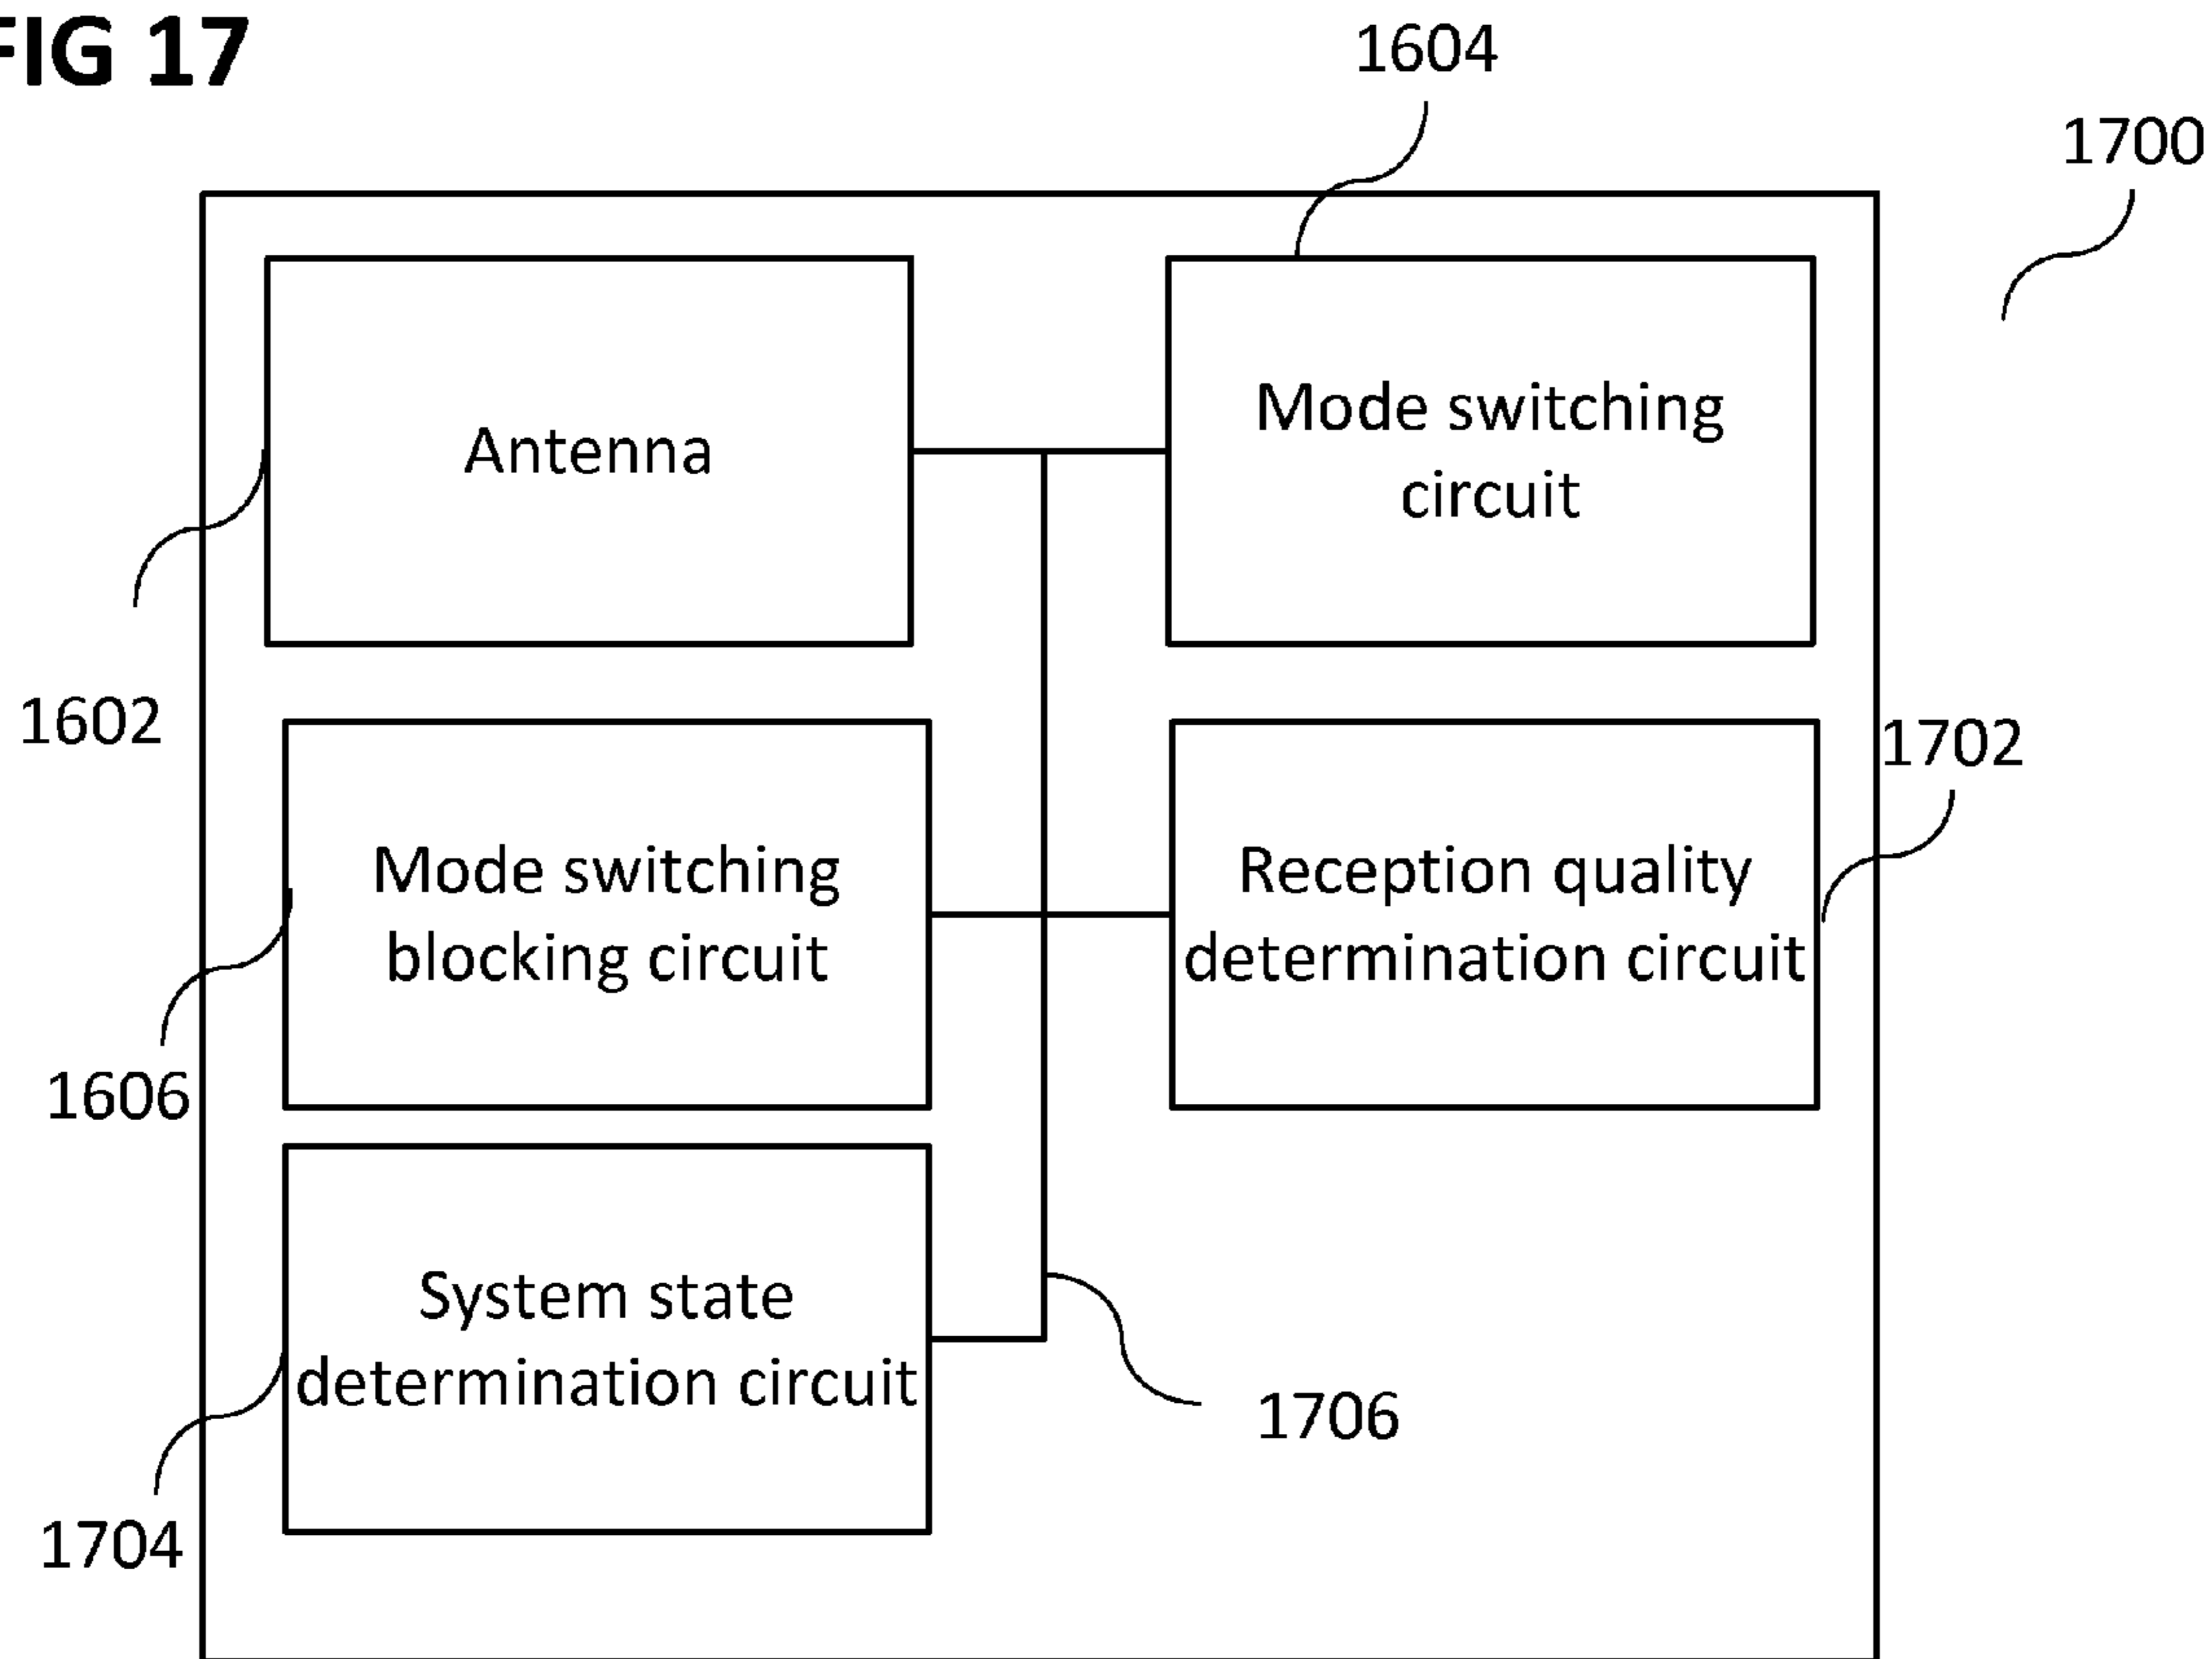 FIG 17
1604
1700
Antenna
Mode switching
circuit
1602
1702
Mode switching
blocking circuit
Reception quality
determination circuit
1606
System state
determination circuit
1706
1704